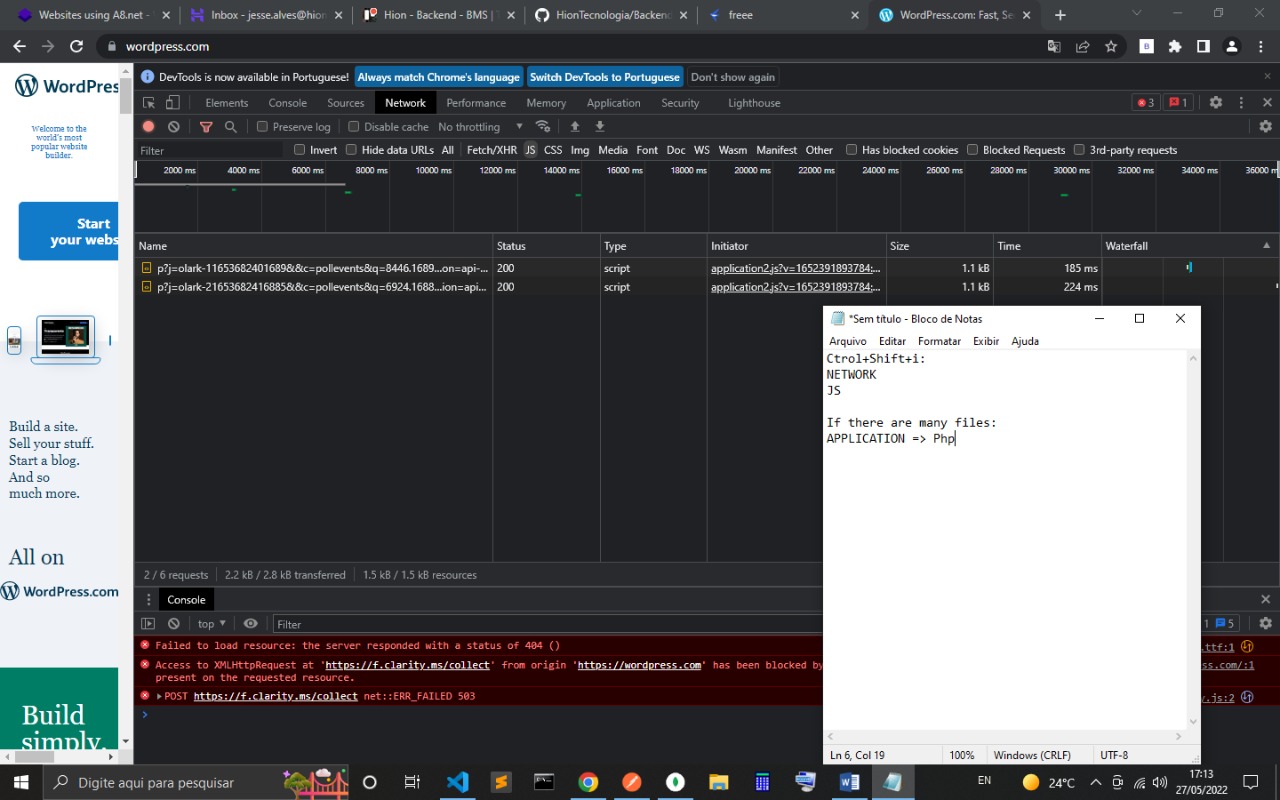 Websites using A8.net -
Inbox - jesse.alves@hion
Hion - Backend - BMS | T
HionTecnologia/Backend
freee
WordPress.com: Fast, Se
wordpress.com
DevTools is now available in Portuguese! Always match Chrome's language Switch DevTools to Portuguese Don't show again
Elements Console Sources Network Performance Memory Application Security Lighthouse 3 1
Preserve log Disable cache No throttling
Filter Invert Hide data URLs All Fetch/XHR JS CSS Img Media Font Doc WS Wasm Manifest Other Has blocked cookies Blocked Requests 3rd-party requests
2000 ms 4000 ms 6000 ms 8000 ms 10000 ms 12000 ms 14000 ms 16000 ms 18000 ms 20000 ms 22000 ms 24000 ms 26000 ms 28000 ms 30000 ms 32000 ms 34000 ms 36000 m
Name Status Type Initiator Size Time Waterfall
p?j=olark-11653682401689&&c=pollevents&q=8446.1689...on=api-... 200 script application2.js?v=1652391893784:... 1.1 kB 185 ms
p?j=olark-21653682416885&&c=pollevents&q=6924.1688...ion=api... 200 script application2.js?v=1652391893784:... 1.1 kB 224 ms
WordPres
Welcome to the
world's most
popular website
builder.
Start
your webs
Build a site.
Sell your stuff.
Start a blog.
And so
much more.
All on
WordPress.com
Build
simply.
*Sem título - Bloco de Notas
Arquivo Editar Formatar Exibir Ajuda
Ctrol+Shift+i:
NETWORK
JS
If there are many files:
APPLICATION => Php
Ln 6, Col 19 100% Windows (CRLF) UTF-8
2 / 6 requests 2.2 kB / 2.8 kB transferred 1.5 kB / 1.5 kB resources
Console
top Filter 1 5
Failed to load resource: the server responded with a status of 404 () .ttf:1
Access to XMLHttpRequest at 'https://f.clarity.ms/collect' from origin 'https://wordpress.com' has been blocked by ss.com/:1
present on the requested resource.
POST https://f.clarity.ms/collect net::ERR_FAILED 503 y.js:2
Digite aqui para pesquisar
EN
24°C
17:13
27/05/2022